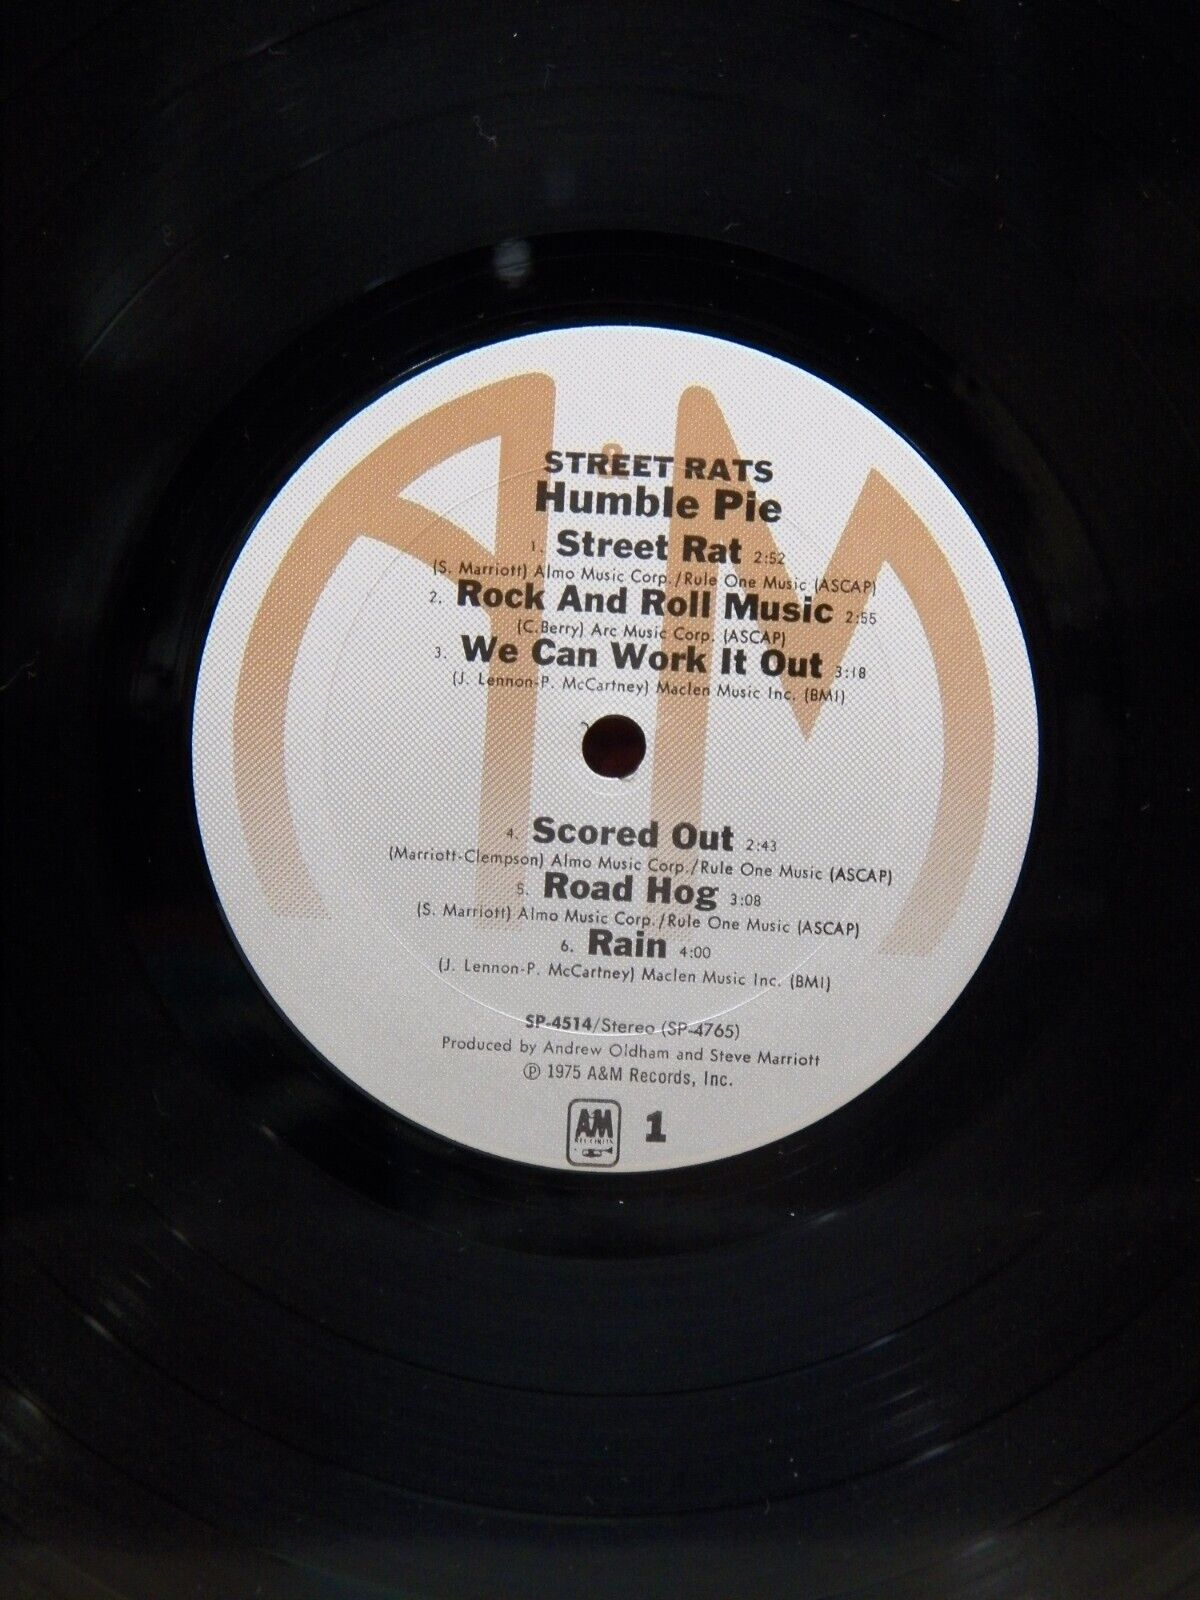 STREET RATS
Humble Pie
1. Street Rat 2:52
(S. Marriott) Almo Music Corp./Rule One Music (ASCAP)
2. Rock And Roll Music 2:55
(C.Berry) Arc Music Corp. (ASCAP)
3. We Can Work It Out 3:18
(J. Lennon-P. McCartney) Maclen Music Inc. (BMI)
4. Scored Out 2:43
(Marriott-Clempson) Almo Music Corp./Rule One Music (ASCAP)
5. Road Hog 3:08
(S. Marriott) Almo Music Corp./Rule One Music (ASCAP)
6. Rain 4:00
(J. Lennon-P. McCartney) Maclen Music Inc. (BMI)
SP-4514/Stereo (SP-4765)
Produced by Andrew Oldham and Steve Marriott
℗ 1975 A&M Records, Inc.
A&M
RECORDS
1